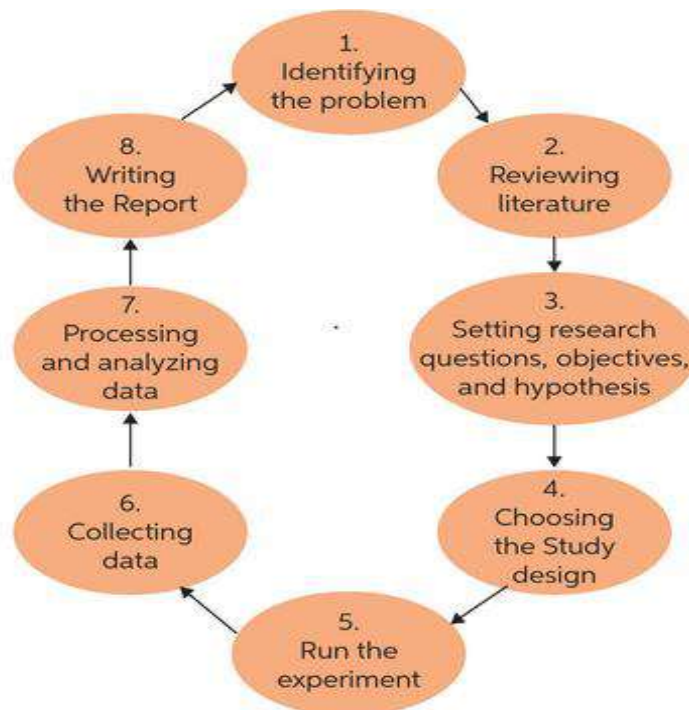 1.
Identifying
the problem
2.
Reviewing
literature
3.
Setting research
questions, objectives,
and hypothesis
4.
Choosing
the Study
design
5.
Run the
experiment
6.
Collecting
data
7.
Processing
and analyzing
data
8.
Writing
the Report